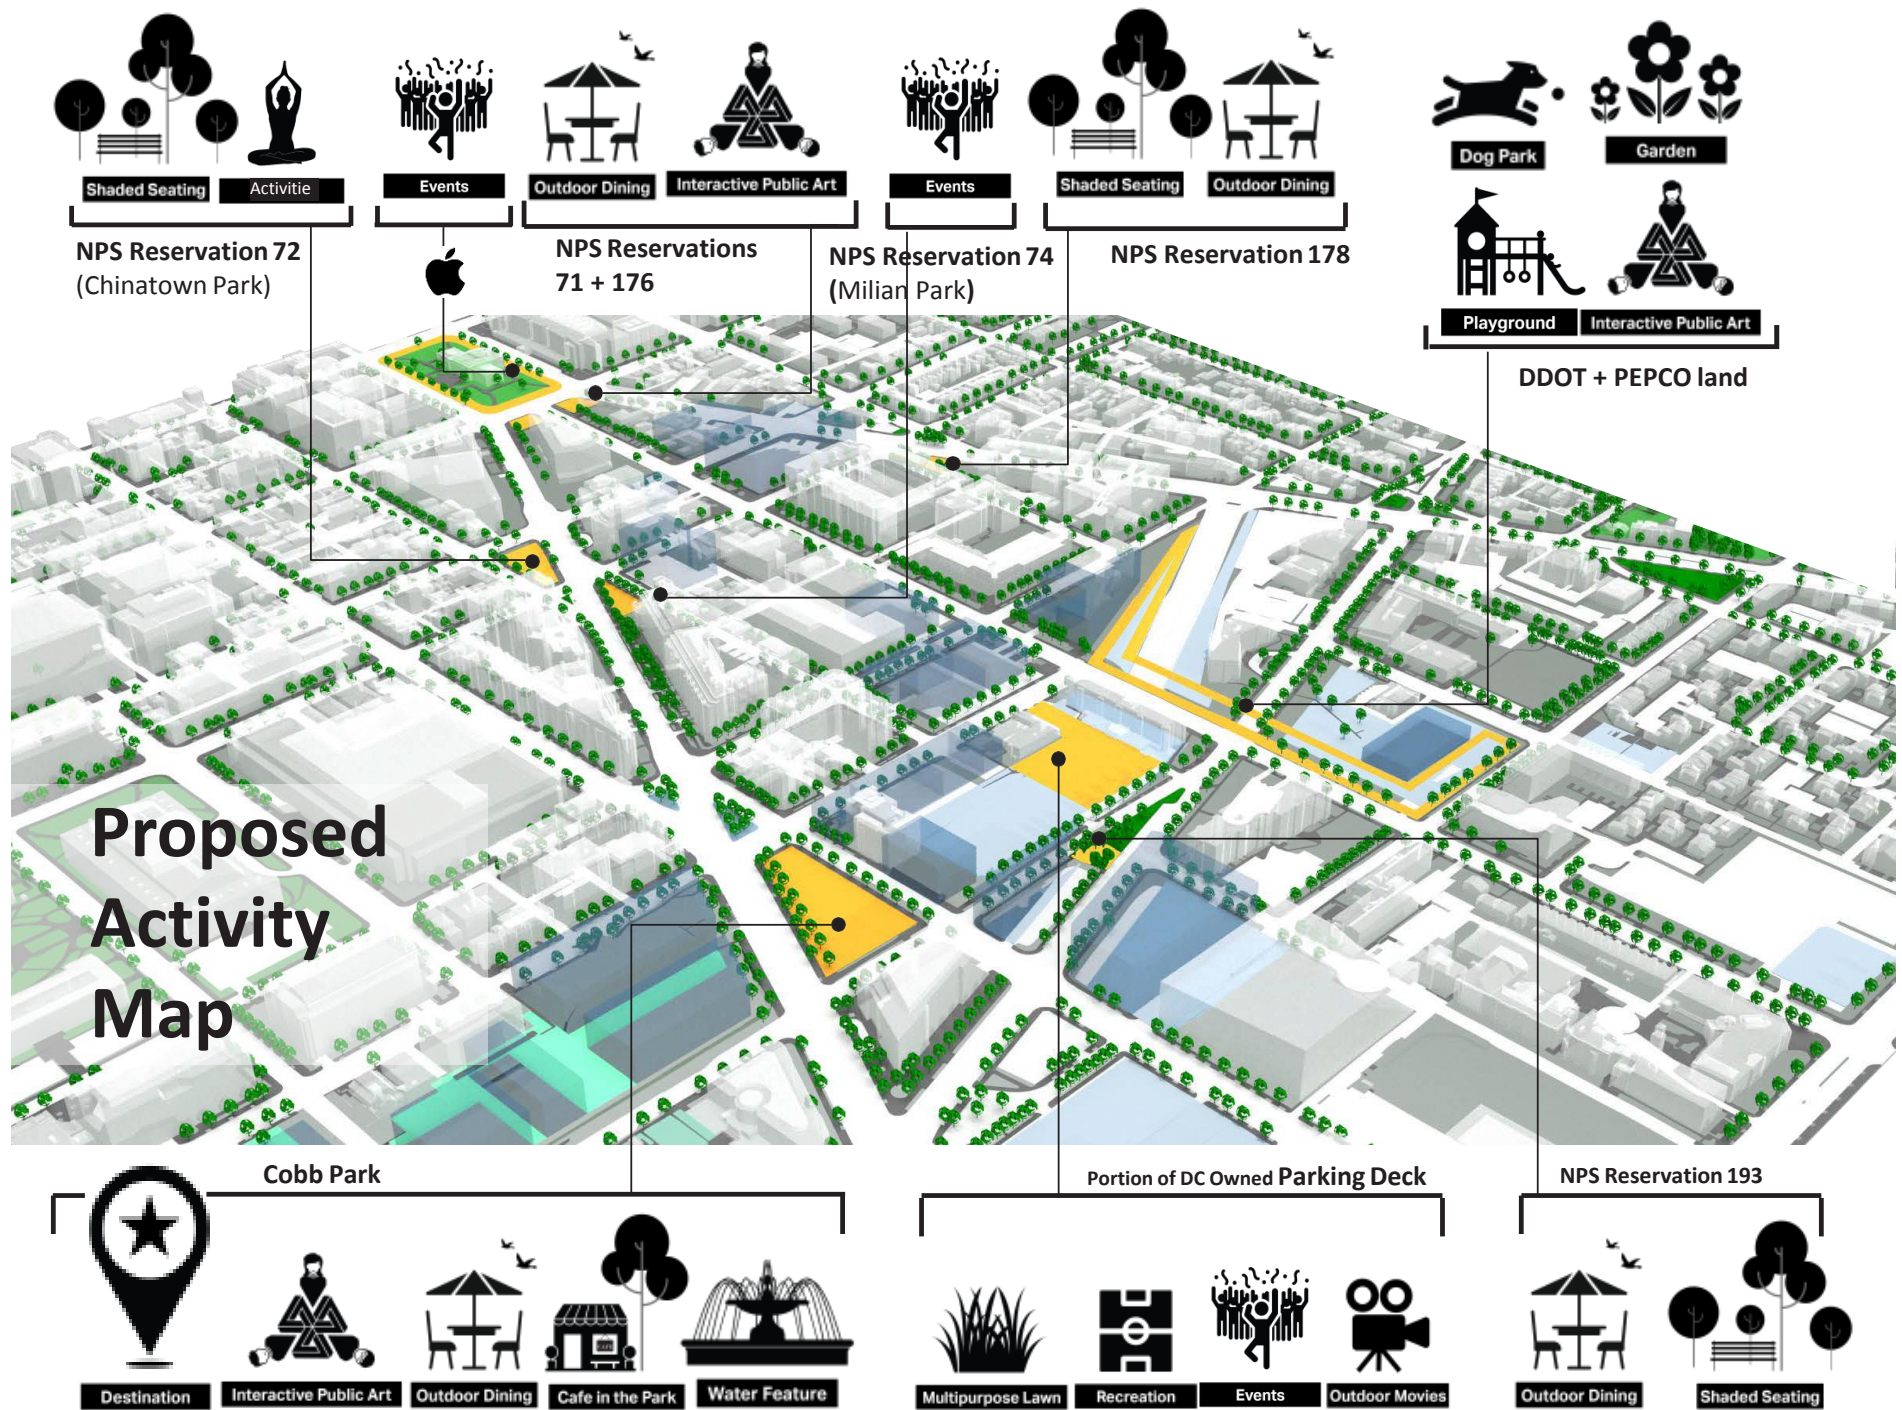 Shaded Seating
Activitie
Events
Outdoor Dining
Interactive Public Art
Events
Shaded Seating
Outdoor Dining
Dog Park
Garden
Playground
Interactive Public Art
NPS Reservation 72
(Chinatown Park)
NPS Reservations
71 + 176
NPS Reservation 74
(Milian Park)
NPS Reservation 178
DDOT + PEPCO land
Proposed
Activity
Map
Cobb Park
Portion of DC Owned Parking Deck
NPS Reservation 193
Destination
Interactive Public Art
Outdoor Dining
Cafe in the Park
Water Feature
Multipurpose Lawn
Recreation
Events
Outdoor Movies
Outdoor Dining
Shaded Seating